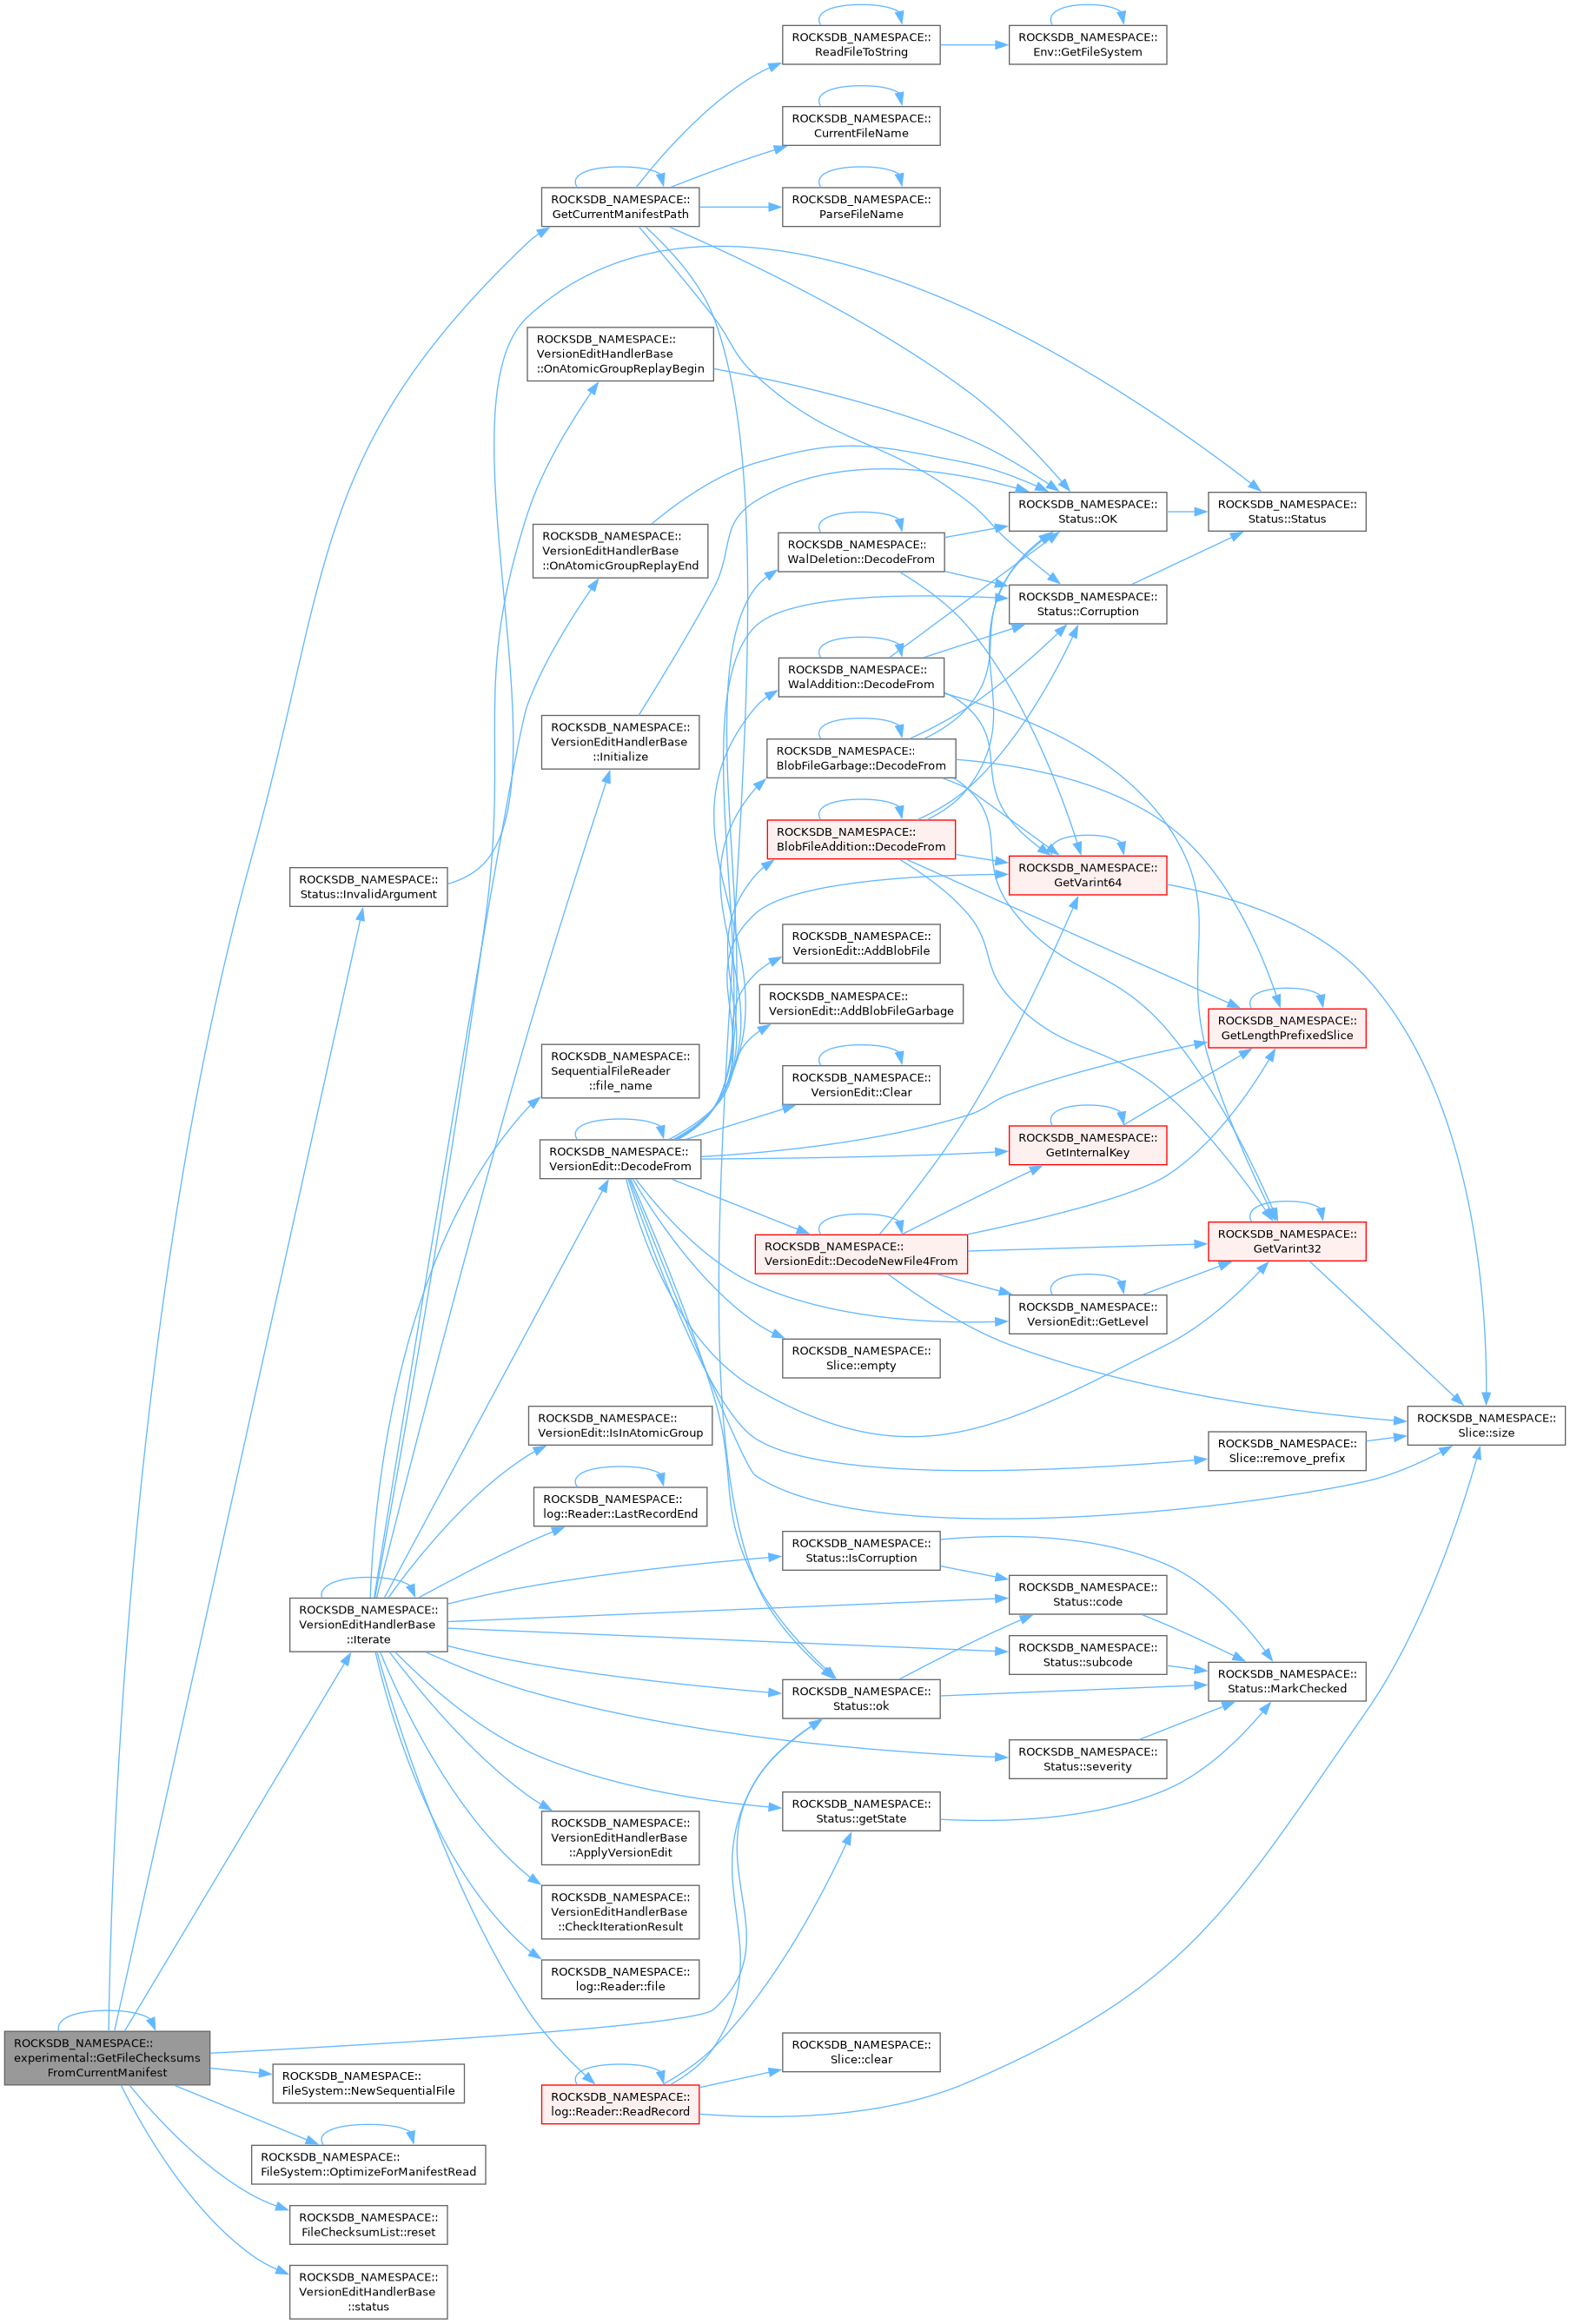 ROCKSDB_NAMESPACE::
ReadFileToString
ROCKSDB_NAMESPACE::
Env::GetFileSystem
ROCKSDB_NAMESPACE::
CurrentFileName
ROCKSDB_NAMESPACE::
GetCurrentManifestPath
ROCKSDB_NAMESPACE::
ParseFileName
ROCKSDB_NAMESPACE::
VersionEditHandlerBase
::OnAtomicGroupReplayBegin
ROCKSDB_NAMESPACE::
Status::OK
ROCKSDB_NAMESPACE::
Status::Status
ROCKSDB_NAMESPACE::
VersionEditHandlerBase
::OnAtomicGroupReplayEnd
ROCKSDB_NAMESPACE::
WalDeletion::DecodeFrom
ROCKSDB_NAMESPACE::
Status::Corruption
ROCKSDB_NAMESPACE::
WalAddition::DecodeFrom
ROCKSDB_NAMESPACE::
VersionEditHandlerBase
::Initialize
ROCKSDB_NAMESPACE::
BlobFileGarbage::DecodeFrom
ROCKSDB_NAMESPACE::
BlobFileAddition::DecodeFrom
ROCKSDB_NAMESPACE::
GetVarint64
ROCKSDB_NAMESPACE::
Status::InvalidArgument
ROCKSDB_NAMESPACE::
VersionEdit::AddBlobFile
ROCKSDB_NAMESPACE::
VersionEdit::AddBlobFileGarbage
ROCKSDB_NAMESPACE::
GetLengthPrefixedSlice
ROCKSDB_NAMESPACE::
SequentialFileReader
::file_name
ROCKSDB_NAMESPACE::
VersionEdit::Clear
ROCKSDB_NAMESPACE::
GetInternalKey
ROCKSDB_NAMESPACE::
VersionEdit::DecodeFrom
ROCKSDB_NAMESPACE::
VersionEdit::DecodeNewFile4From
ROCKSDB_NAMESPACE::
GetVarint32
ROCKSDB_NAMESPACE::
VersionEdit::GetLevel
ROCKSDB_NAMESPACE::
Slice::empty
ROCKSDB_NAMESPACE::
VersionEdit::IsInAtomicGroup
ROCKSDB_NAMESPACE::
Slice::size
ROCKSDB_NAMESPACE::
Slice::remove_prefix
ROCKSDB_NAMESPACE::
log::Reader::LastRecordEnd
ROCKSDB_NAMESPACE::
Status::IsCorruption
ROCKSDB_NAMESPACE::
Status::code
ROCKSDB_NAMESPACE::
VersionEditHandlerBase
::Iterate
ROCKSDB_NAMESPACE::
Status::subcode
ROCKSDB_NAMESPACE::
Status::MarkChecked
ROCKSDB_NAMESPACE::
Status::ok
ROCKSDB_NAMESPACE::
Status::severity
ROCKSDB_NAMESPACE::
Status::getState
ROCKSDB_NAMESPACE::
VersionEditHandlerBase
::ApplyVersionEdit
ROCKSDB_NAMESPACE::
VersionEditHandlerBase
::CheckIterationResult
ROCKSDB_NAMESPACE::
log::Reader::file
ROCKSDB_NAMESPACE::
experimental::GetFileChecksums
FromCurrentManifest
ROCKSDB_NAMESPACE::
Slice::clear
ROCKSDB_NAMESPACE::
FileSystem::NewSequentialFile
ROCKSDB_NAMESPACE::
log::Reader::ReadRecord
ROCKSDB_NAMESPACE::
FileSystem::OptimizeForManifestRead
ROCKSDB_NAMESPACE::
FileChecksumList::reset
ROCKSDB_NAMESPACE::
VersionEditHandlerBase
::status